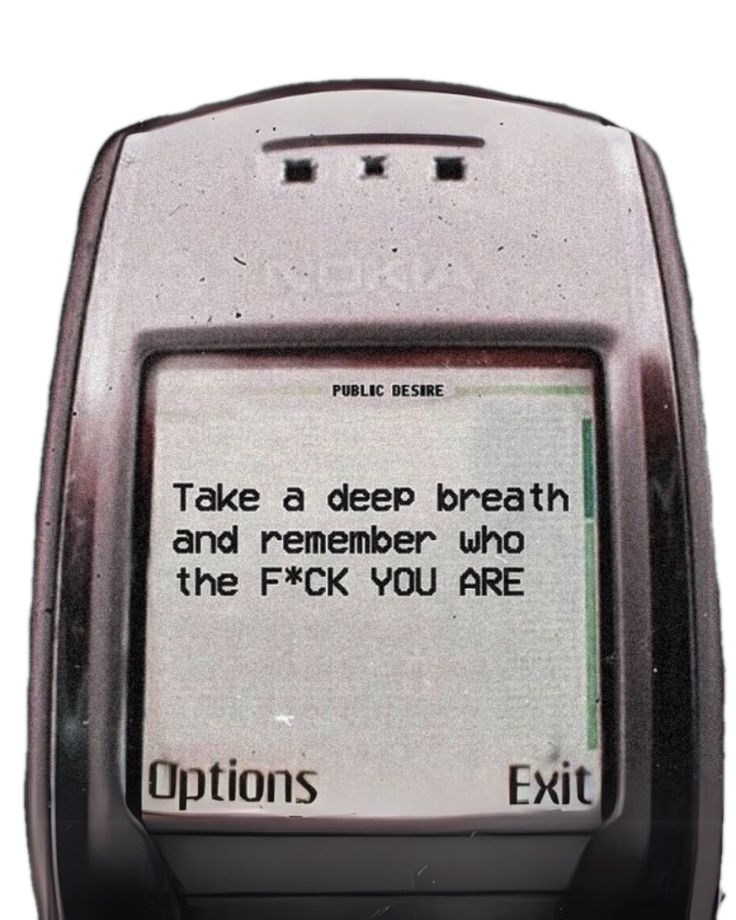 NOKIA
PUBLIC DESIRE
Take a deep breath
and remember who
the F*CK YOU ARE
Options
Exit